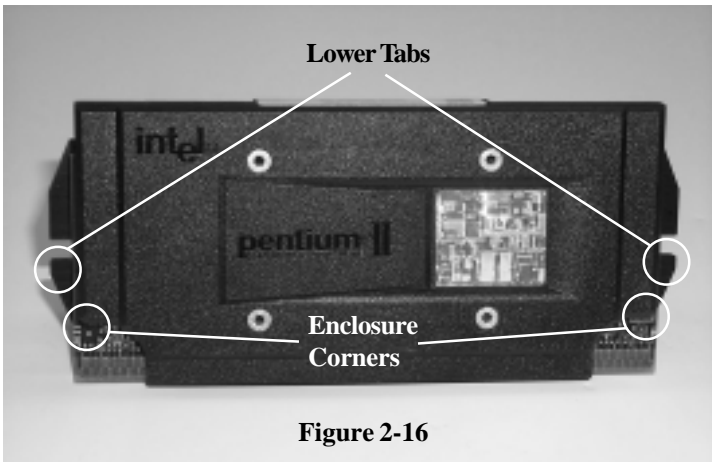 Lower Tabs
intel
pentium II
Enclosure
Corners
Figure 2-16